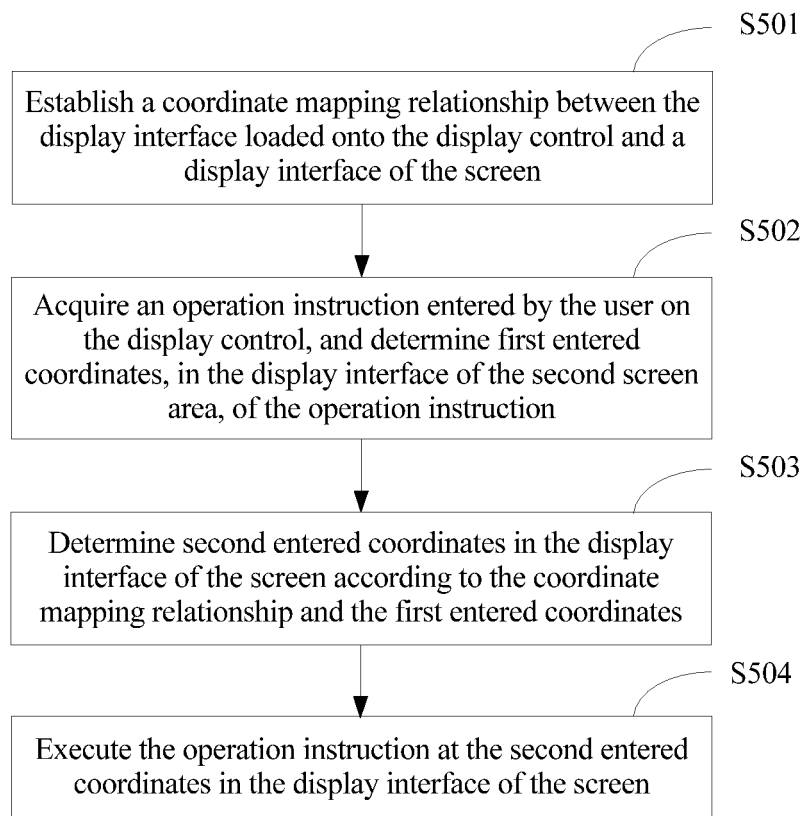 S501
Establish a coordinate mapping relationship between the
display interface loaded onto the display control and a
display interface of the screen
S502
Acquire an operation instruction entered by the user on
the display control, and determine first entered
coordinates, in the display interface of the second screen
area, of the operation instruction
S503
Determine second entered coordinates in the display
interface of the screen according to the coordinate
mapping relationship and the first entered coordinates
S504
Execute the operation instruction at the second entered
coordinates in the display interface of the screen